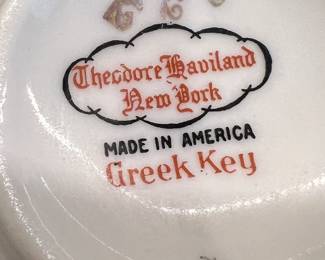 Theodore Haviland
New York
MADE IN AMERICA
Greek Key